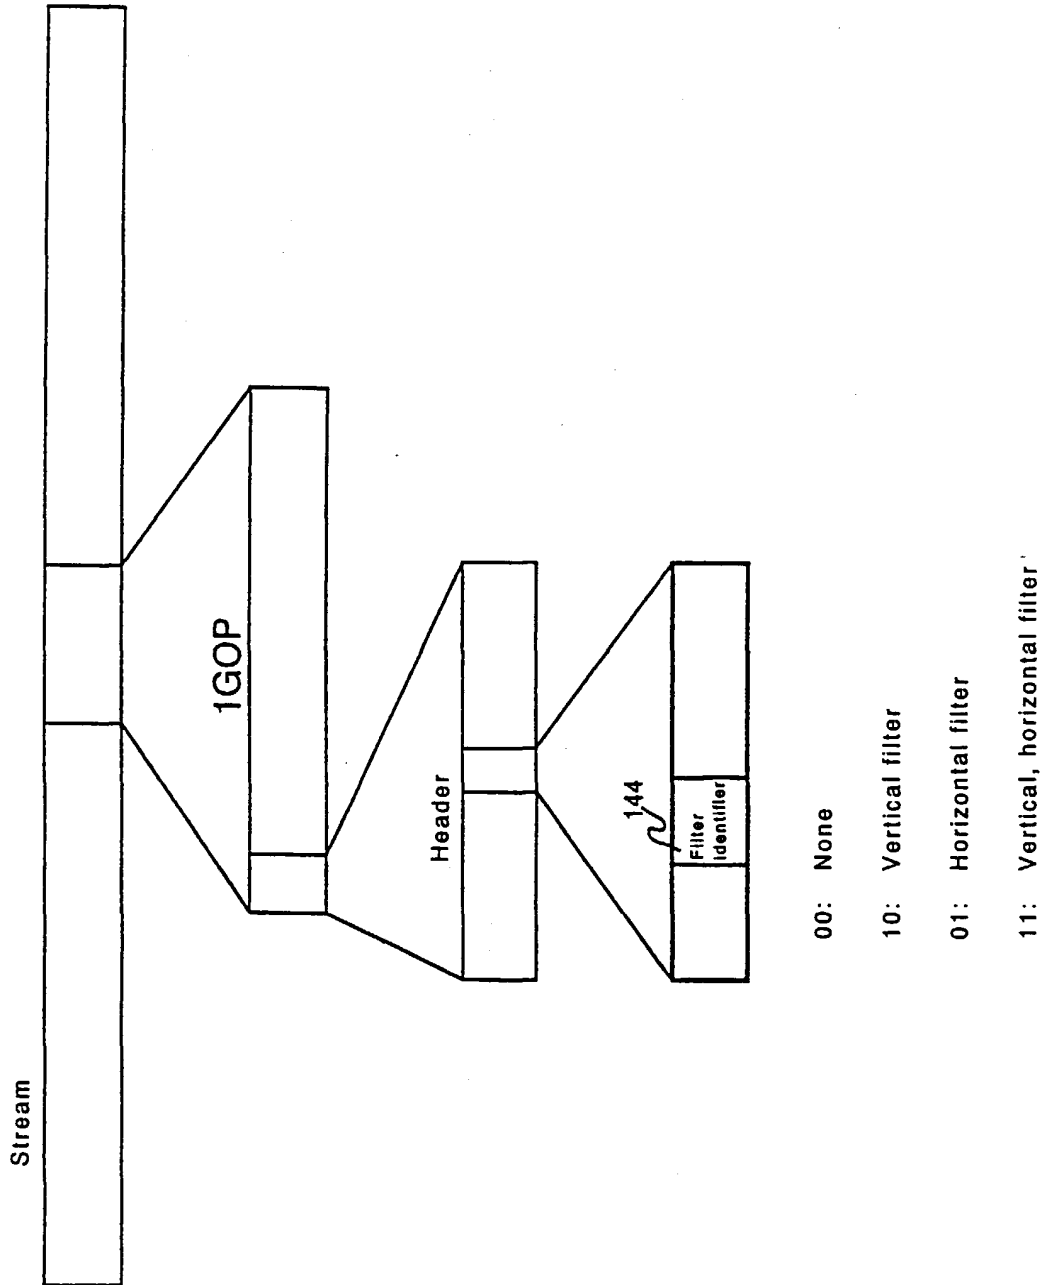 Stream
1GOP
Header
144
Filter
identifier
00: None
10: Vertical filter
01: Horizontal filter
11: Vertical, horizontal filter